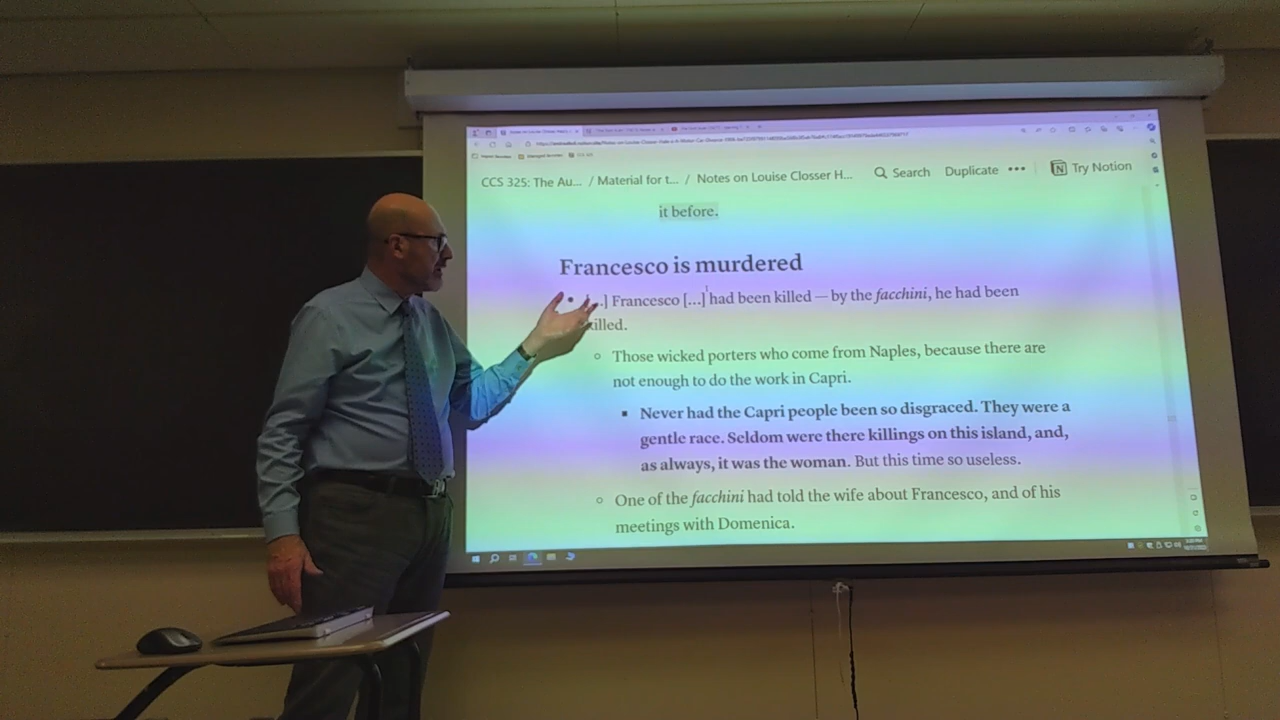 CCS 325: The Au... / Material for t... / Notes on Louise Closser H... Search Duplicate ••• Try Notion
it before.
Francesco is murdered
...] Francesco [...] had been killed — by the facchini, he had been
killed.
Those wicked porters who come from Naples, because there are
not enough to do the work in Capri.
Never had the Capri people been so disgraced. They were a
gentle race. Seldom were there killings on this island, and,
as always, it was the woman. But this time so useless.
One of the facchini had told the wife about Francesco, and of his
meetings with Domenica.